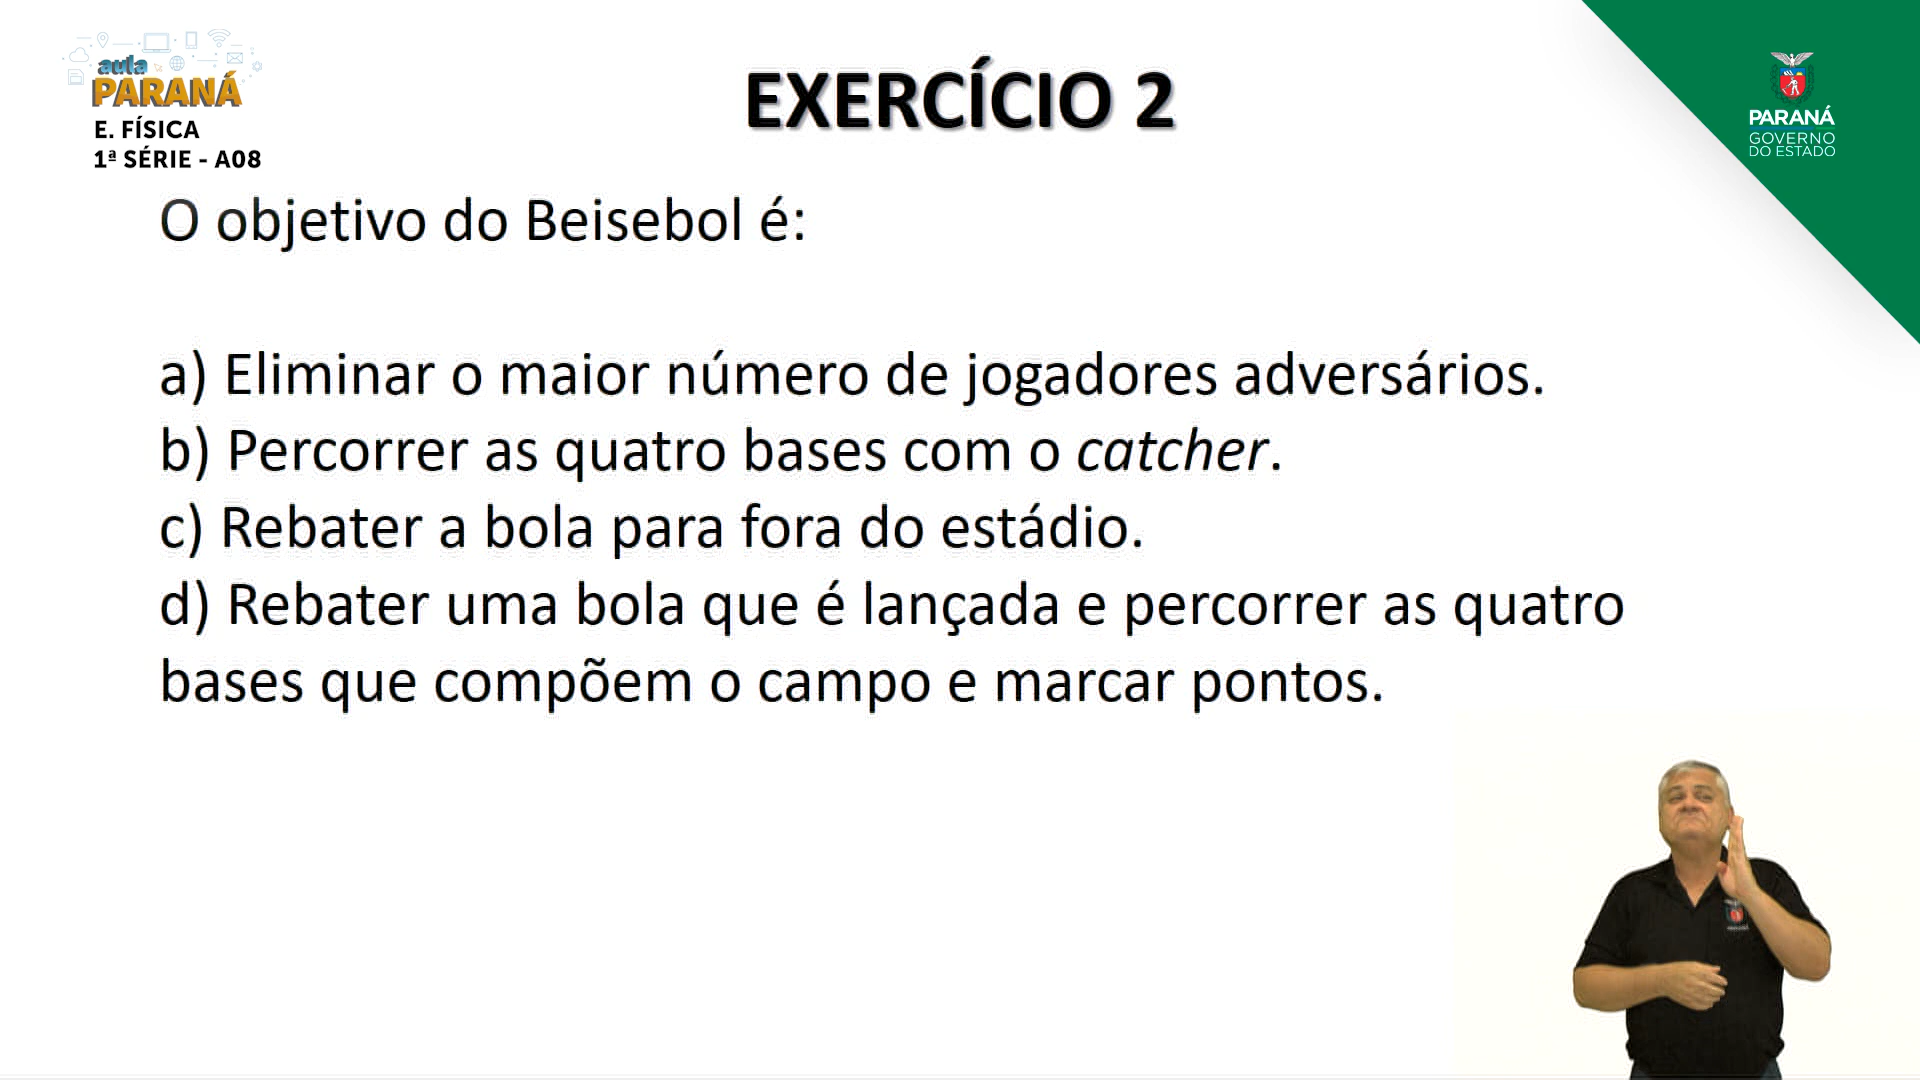 aula
PARANÁ
E. FÍSICA
1ª SÉRIE - A08
EXERCÍCIO 2
PARANÁ
GOVERNO
DO ESTADO
O objetivo do Beisebol é:
a) Eliminar o maior número de jogadores adversários.
b) Percorrer as quatro bases com o catcher.
c) Rebater a bola para fora do estádio.
d) Rebater uma bola que é lançada e percorrer as quatro
bases que compõem o campo e marcar pontos.